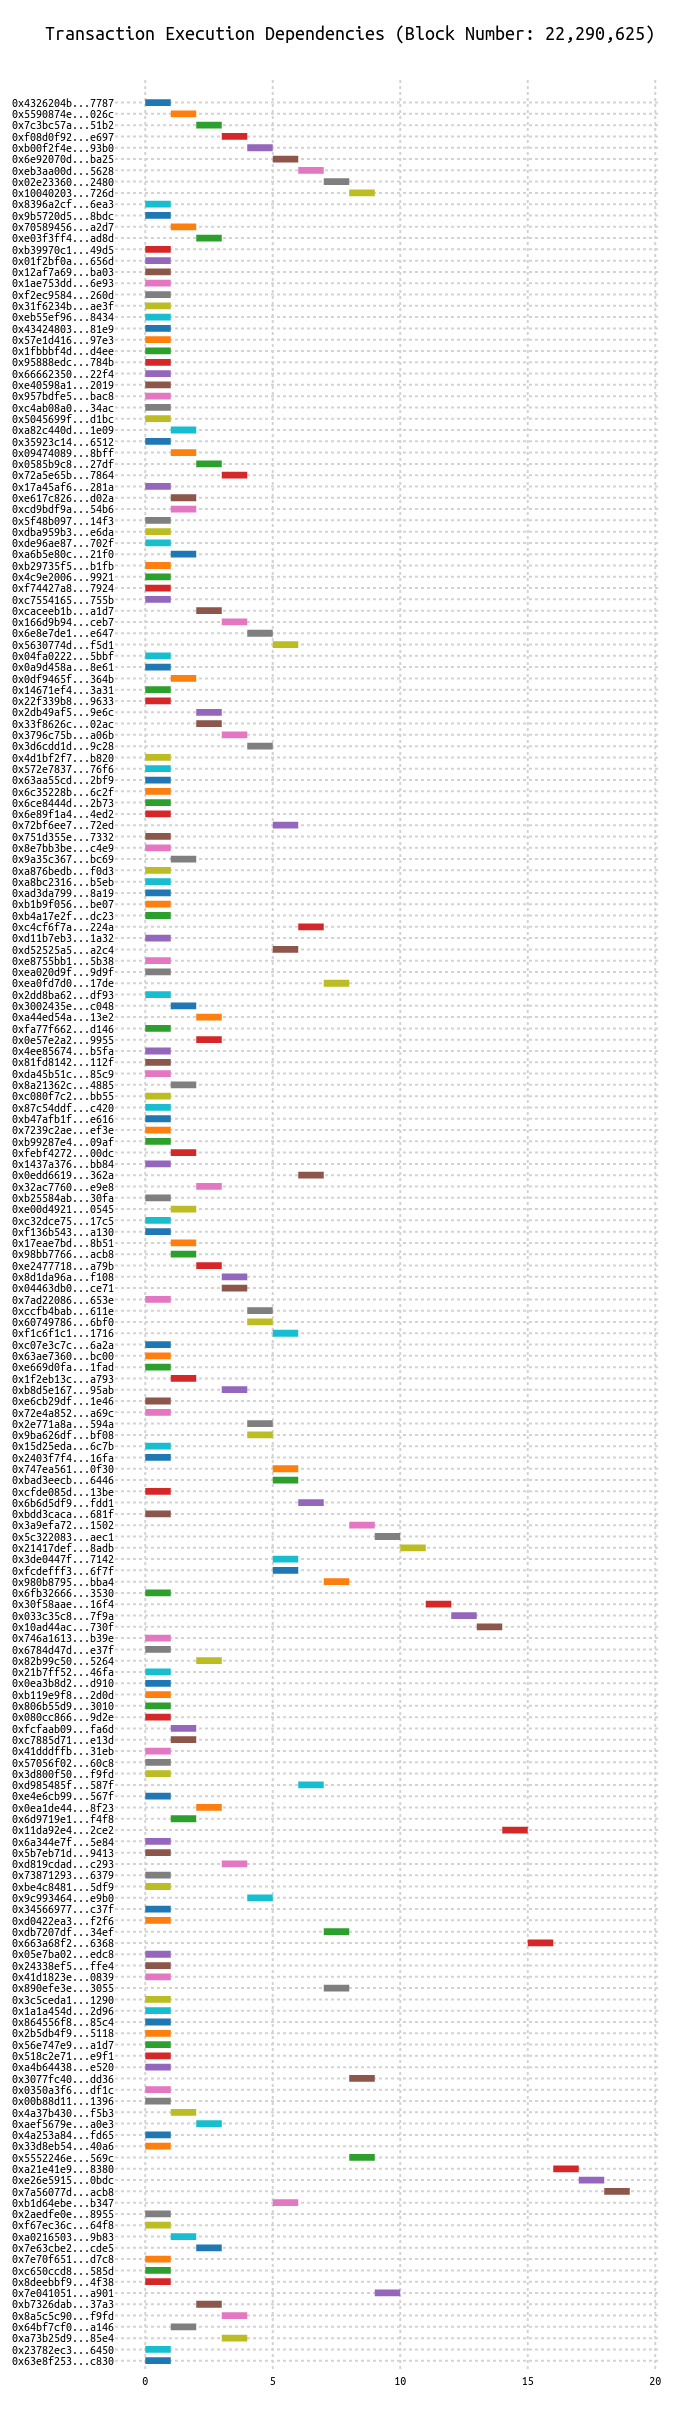 Transaction Execution Dependencies (Block Number: 22,290,625)
0x4326204b...7787
0x5590874e...026c
0x7c3bc57a...51b2
0xf08d0f92...e697
0xb00f2f4e...93b0
0x6e92070d...ba25
0xeb3aa00d...5628
0x02e23360...2480
0x10040203...726d
0x8396a2cf...6ea3
0x9b5720d5...8bdc
0x70589456...a2d7
0xe03f3ff4...ad8d
0xb39970c1...49d5
0x01f2bf0a...656d
0x12af7a69...ba03
0x1ae753dd...6e93
0xf2ec9584...260d
0x31f6234b...ae3f
0xeb55ef96...8434
0x43424803...81e9
0x57e1d416...97e3
0x1fbbbf4d...d4ee
0x95888edc...784b
0x66662350...22f4
0xe40598a1...2019
0x957bdfe5...bac8
0xc4ab08a0...34ac
0x5045699f...d1bc
0xa82c440d...1e09
0x35923c14...6512
0x09474089...8bff
0x0585b9c8...27df
0x72a5e65b...7864
0x17a45af6...281a
0xe617c826...d02a
0xcd9bdf9a...54b6
0x5f48b097...14f3
0xdba959b3...e6da
0xde96ae87...702f
0xa6b5e80c...21f0
0xb29735f5...b1fb
0x4c9e2006...9921
0xf74427a8...7924
0xc7554165...755b
0xcaceeb1b...a1d7
0x166d9b94...ceb7
0x6e8e7de1...e647
0x5630774d...f5d1
0x04fa0222...5bbf
0x0a9d458a...8e61
0x0df9465f...364b
0x14671ef4...3a31
0x22f339b8...9633
0x2db49af5...9e6c
0x33f8626c...02ac
0x3796c75b...a06b
0x3d6cdd1d...9c28
0x4d1bf2f7...b820
0x572e7837...76f6
0x63aa55cd...2bf9
0x6c35228b...6c2f
0x6ce8444d...2b73
0x6e89f1a4...4ed2
0x72bf6ee7...72ed
0x751d355e...7332
0x8e7bb3be...c4e9
0x9a35c367...bc69
0xa876bedb...f0d3
0xa8bc2316...b5eb
0xad3da799...8a19
0xb1b9f056...be07
0xb4a17e2f...dc23
0xc4cf6f7a...224a
0xd11b7eb3...1a32
0xd52525a5...a2c4
0xe8755bb1...5b38
0xea020d9f...9d9f
0xea0fd7d0...17de
0x2dd8ba62...df93
0x3002435e...c048
0xa44ed54a...13e2
0xfa77f662...d146
0x0e57e2a2...9955
0x4ee85674...b5fa
0x81fd8142...112f
0xda45b51c...85c9
0x8a21362c...4885
0xc080f7c2...bb55
0x87c54ddf...c420
0xb47afb1f...e616
0x7239c2ae...ef3e
0xb99287e4...09af
0xfebf4272...00dc
0x1437a376...bb84
0x0edd6619...362a
0x32ac7760...e9e8
0xb25584ab...30fa
0xe00d4921...0545
0xc32dce75...17c5
0xf136b543...a130
0x17eae7bd...8b51
0x98bb7766...acb8
0xe2477718...a79b
0x8d1da96a...f108
0x04463db0...ce71
0x7ad22086...653e
0xccfb4bab...611e
0x60749786...6bf0
0xf1c6f1c1...1716
0xc07e3c7c...6a2a
0x63ae7360...bc00
0xe669d0fa...1fad
0x1f2eb13c...a793
0xb8d5e167...95ab
0xe6cb29df...1e46
0x72e4a852...a69c
0x2e771a8a...594a
0x9ba626df...bf08
0x15d25eda...6c7b
0x2403f7f4...16fa
0x747ea561...0f30
0xbad3eecb...6446
0xcfde085d...13be
0x6b6d5df9...fdd1
0xbdd3caca...681f
0x3a9efa72...1502
0x5c322083...aec1
0x21417def...8adb
0x3de0447f...7142
0xfcdefff3...6f7f
0x980b8795...bba4
0x6fb32666...3530
0x30f58aae...16f4
0x033c35c8...7f9a
0x10ad44ac...730f
0x746a1613...b39e
0x6784d47d...e37f
0x82b99c50...5264
0x21b7ff52...46fa
0x0ea3b8d2...d910
0xb119e9f8...2d0d
0x806b55d9...3010
0x080cc866...9d2e
0xfcfaab09...fa6d
0xc7885d71...e13d
0x41dddffb...31eb
0x57056f02...60c8
0x3d800f50...f9fd
0xd985485f...587f
0xe4e6cb99...567f
0x0ea1de44...8f23
0x6d9719e1...f4f8
0x11da92e4...2ce2
0x6a344e7f...5e84
0x5b7eb71d...9413
0xd819cdad...c293
0x73871293...6379
0xbe4c8481...5df9
0x9c993464...e9b0
0x34566977...c37f
0xd0422ea3...f2f6
0xdb7207df...34ef
0x663a68f2...6368
0x05e7ba02...edc8
0x24338ef5...ffe4
0x41d1823e...0839
0x890efe3e...3055
0x3c5ceda1...1290
0x1a1a454d...2d96
0x864556f8...85c4
0x2b5db4f9...5118
0x56e747e9...a1d7
0x518c2e71...e9f1
0xa4b64438...e520
0x3077fc40...dd36
0x0350a3f6...df1c
0x00b88d11...1396
0x4a37b430...f5b3
0xaef5679e...a0e3
0x4a253a84...fd65
0x33d8eb54...40a6
0x5552246e...569c
0xa21e41e9...8380
0xe26e5915...0bdc
0x7a56077d...acb8
0xb1d64ebe...b347
0x2aedfe0e...8955
0xf67ec36c...64f8
0xa0216503...9b83
0x7e63cbe2...cde5
0x7e70f651...d7c8
0xc650ccd8...585d
0x8deebbf9...4f38
0x7e041051...a901
0xb7326dab...37a3
0x8a5c5c90...f9fd
0x64bf7cf0...a146
0xa73b25d9...85e4
0x23782ec3...6450
0x63e8f253...c830
0 5 10 15 20